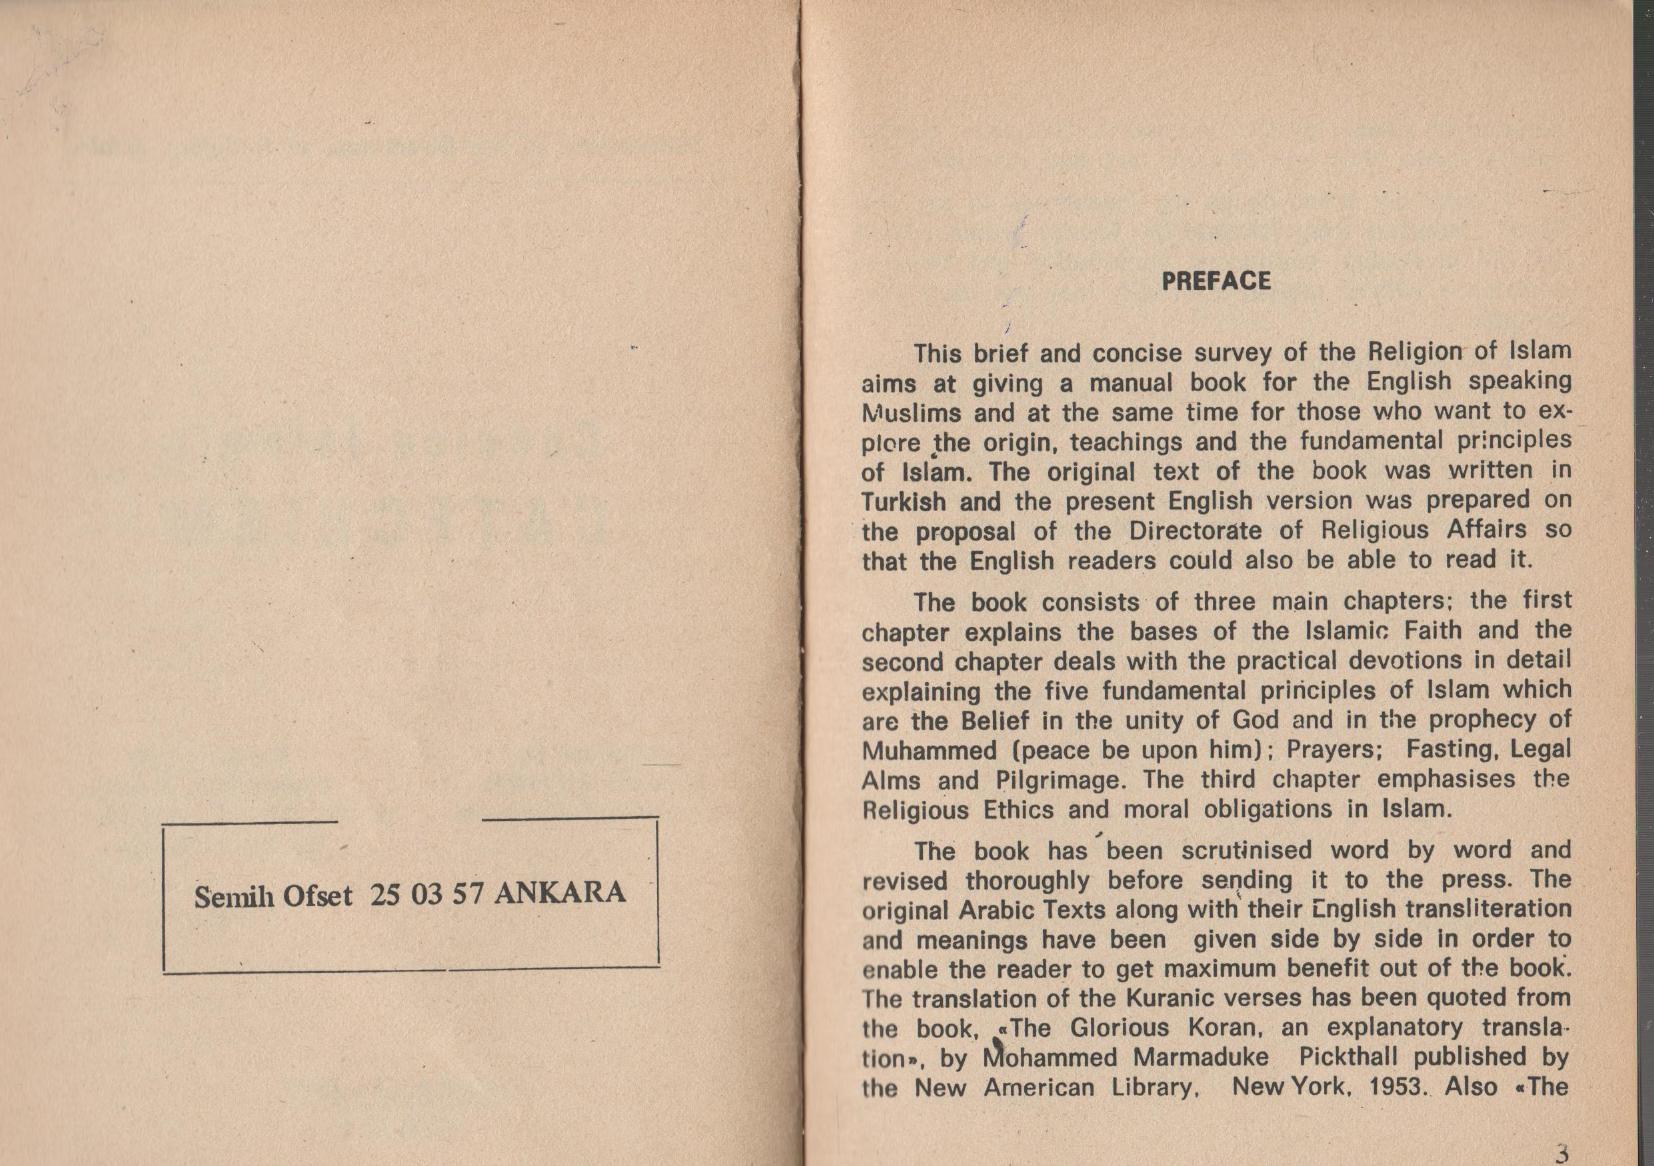 Semih Ofset 25 03 57 ANKARA
PREFACE
This brief and concise survey of the Religion of Islam
aims at giving a manual book for the English speaking
Muslims and at the same time for those who want to ex-
plore the origin, teachings and the fundamental principles
of Islam. The original text of the book was written in
Turkish and the present English version was prepared on
the proposal of the Directorate of Religious Affairs so
that the English readers could also be able to read it.
The book consists of three main chapters; the first
chapter explains the bases of the Islamic Faith and the
second chapter deals with the practical devotions in detail
explaining the five fundamental principles of Islam which
are the Belief in the unity of God and in the prophecy of
Muhammed (peace be upon him); Prayers; Fasting, Legal
Alms and Pilgrimage. The third chapter emphasises the
Religious Ethics and moral obligations in Islam.
The book has been scrutinised word by word and
revised thoroughly before sending it to the press. The
original Arabic Texts along with their English transliteration
and meanings have been given side by side in order to
enable the reader to get maximum benefit out of the book.
The translation of the Kuranic verses has been quoted from
the book, «The Glorious Koran, an explanatory transla-
tion», by Mohammed Marmaduke Pickthall published by
the New American Library, New York, 1953. Also «The
3